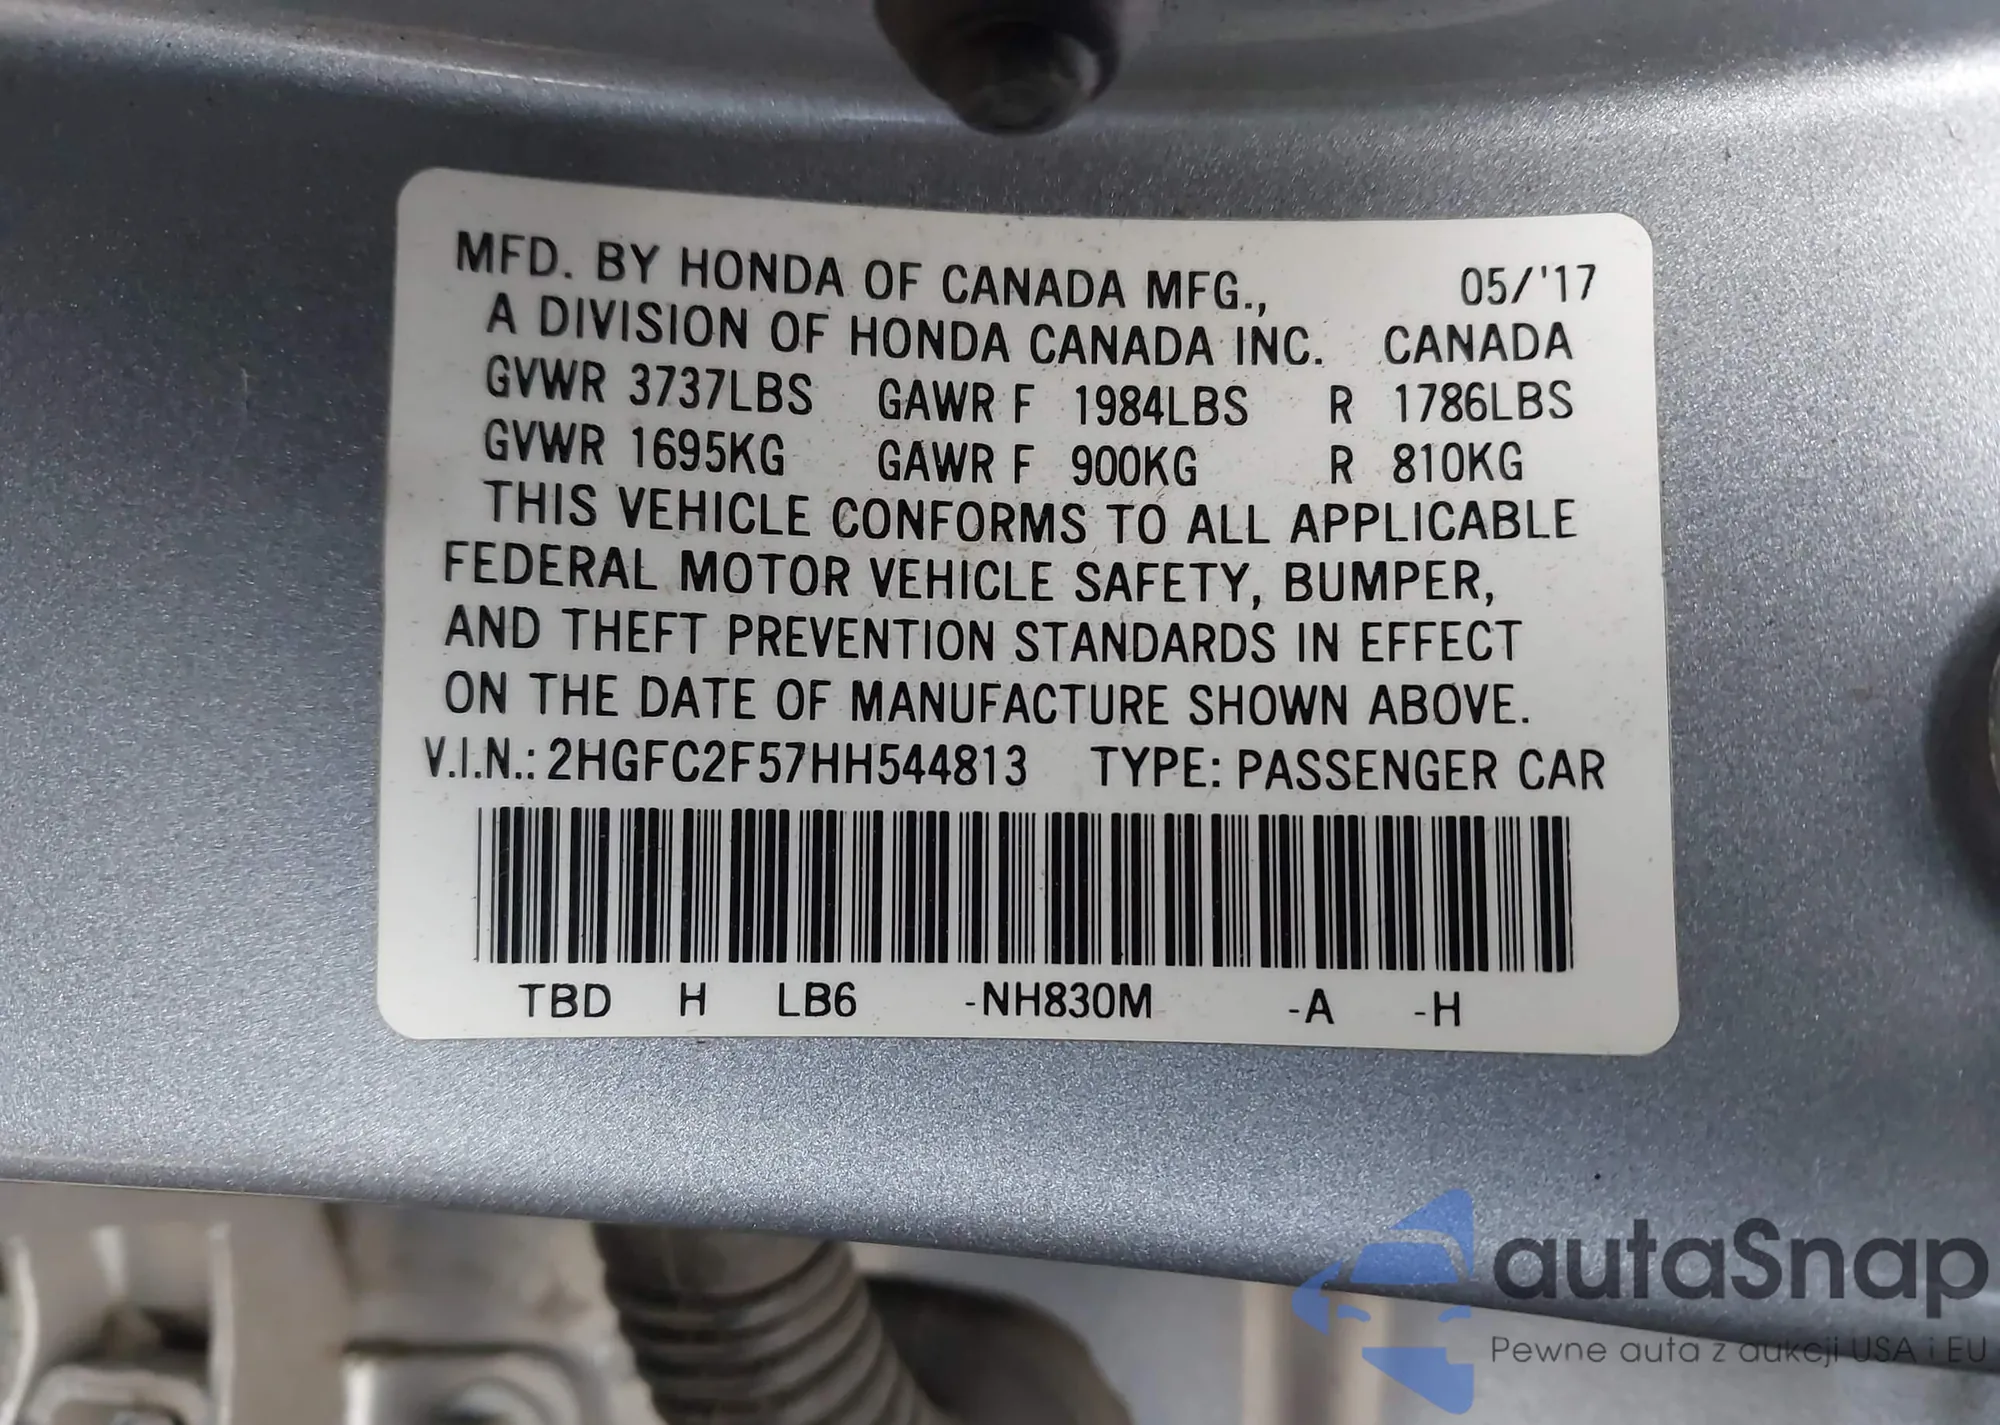 MFD. BY HONDA OF CANADA MFG., 05/'17
A DIVISION OF HONDA CANADA INC. CANADA
GVWR 3737LBS GAWR F 1984LBS R 1786LBS
GVWR 1695KG GAWR F 900KG R 810KG
THIS VEHICLE CONFORMS TO ALL APPLICABLE
FEDERAL MOTOR VEHICLE SAFETY, BUMPER,
AND THEFT PREVENTION STANDARDS IN EFFECT
ON THE DATE OF MANUFACTURE SHOWN ABOVE.
V.I.N.: 2HGFC2F57HH544813 TYPE: PASSENGER CAR
TBD H LB6 -NH830M -A -H
autaSnap
Pewne auta z aukcji USA i EU